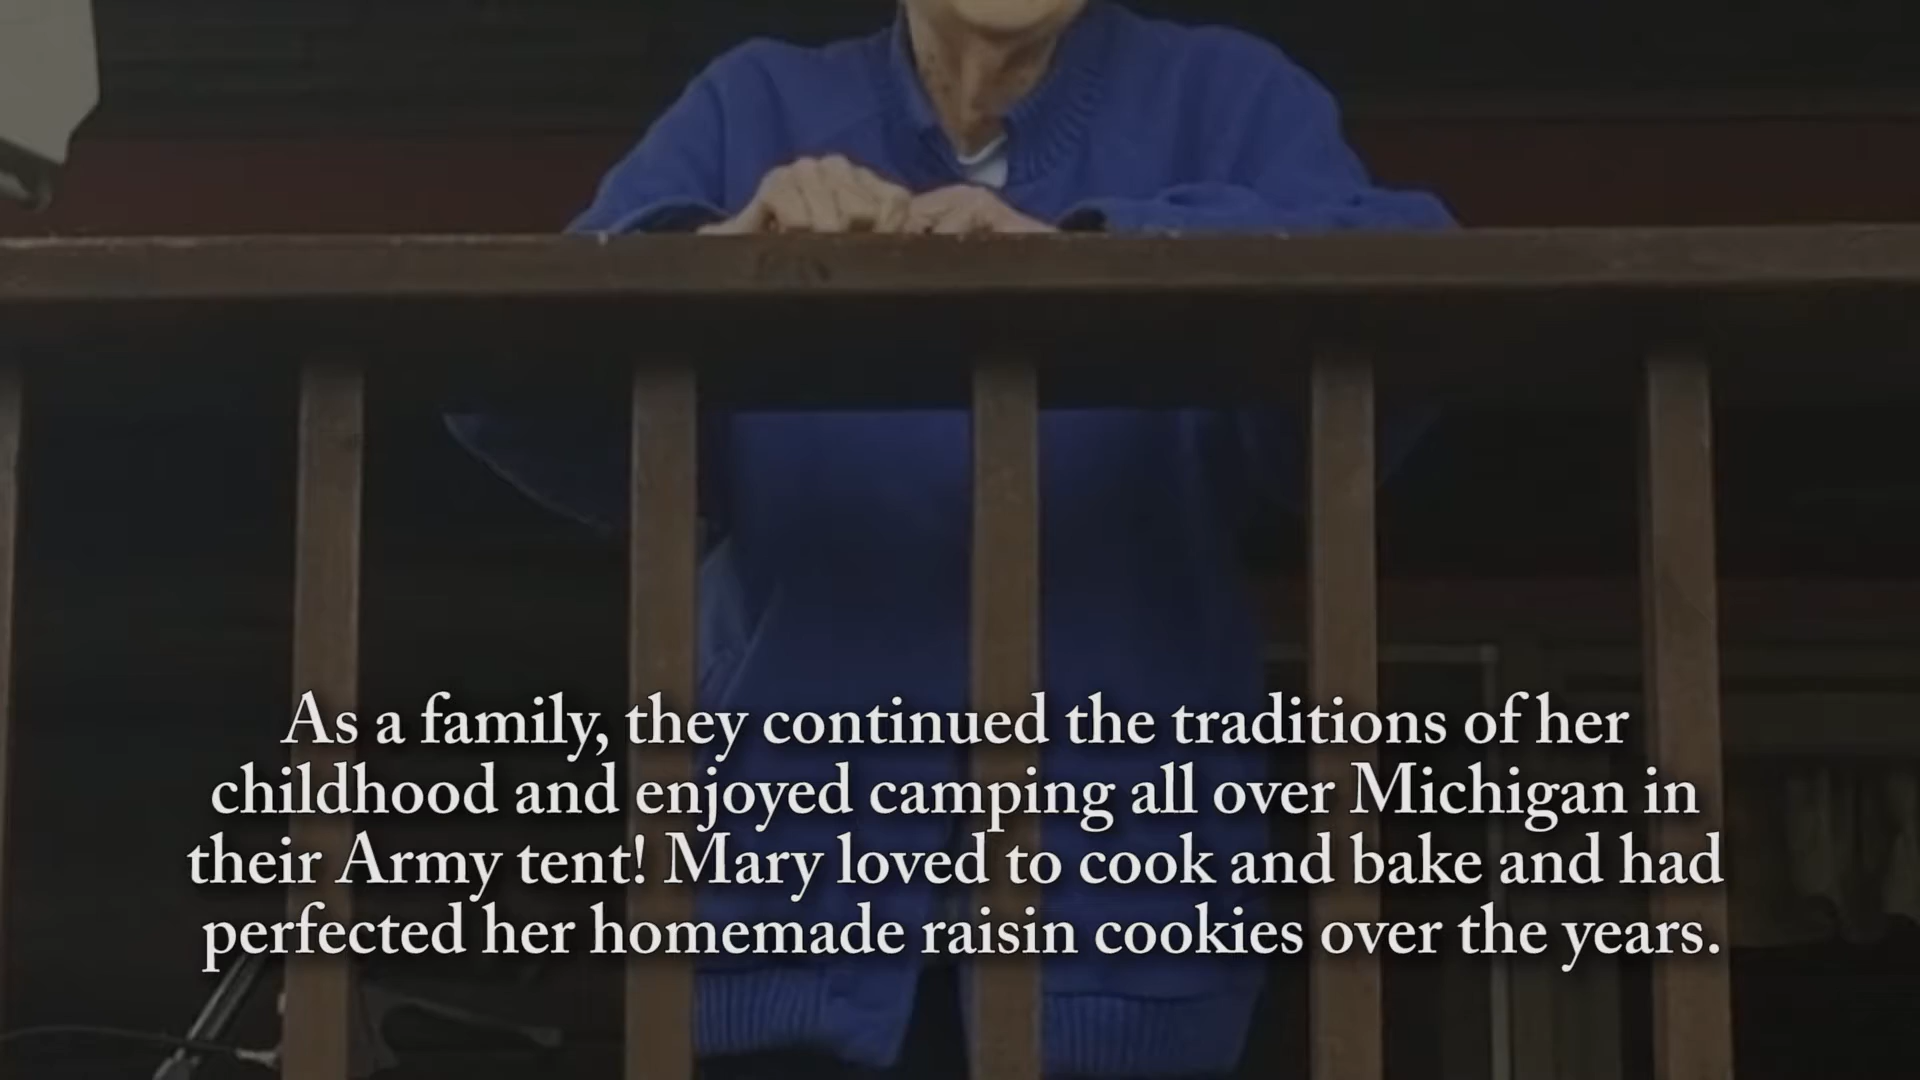 As a family, they continued the traditions of her
childhood and enjoyed camping all over Michigan in
their Army tent! Mary loved to cook and bake and had
perfected her homemade raisin cookies over the years.